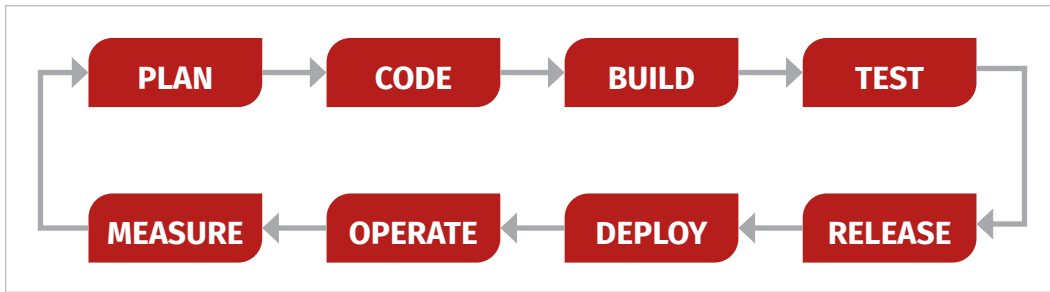 PLAN
CODE
BUILD
TEST
MEASURE
OPERATE
DEPLOY
RELEASE